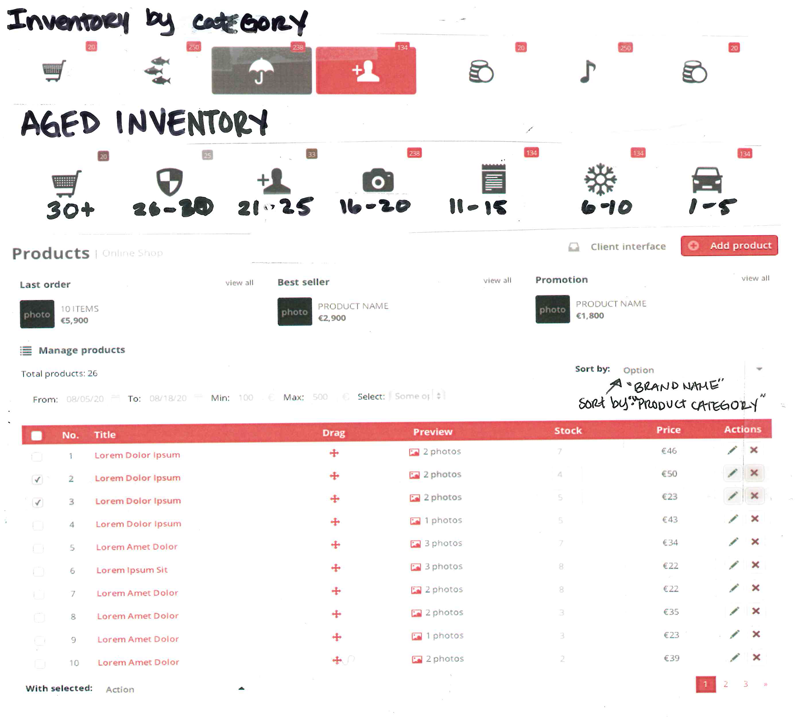 Inventory by CatEGORY
20 250 236 134 20 250 20
AGED INVENTORY
20 25 33 236 134 134 134
30+ 26-30 21-25 16-20 11-15 6-10 1-5
Products | Online Shop Client interface Add product
Last order view all Best seller view all Promotion view all
photo 10 ITEMS photo PRODUCT NAME photo PRODUCT NAME
€5,900 €2,900 €1,800
Manage products
Total products: 26 Sort by: Option
"BRAND NAME"
From: 08/05/20 To: 08/18/20 Min: 100 € Max: 500 € Select: Some op
SORT by: "PRODUCT CATEGORY"
No. Title Drag Preview Stock Price Actions
1 Lorem Dolor Ipsum 2 photos 7 €46
2 Lorem Dolor Ipsum 2 photos 4 €50
3 Lorem Dolor Ipsum 2 photos 5 €23
4 Lorem Dolor Ipsum 1 photos 5 €43
5 Lorem Amet Dolor 3 photos 7 €34
6 Lorem Ipsum Sit 3 photos 8 €22
7 Lorem Amet Dolor 2 photos 8 €22
8 Lorem Amet Dolor 2 photos 3 €35
9 Lorem Amet Dolor 1 photos 3 €23
10 Lorem Amet Dolor 2 photos 2 €39
With selected: Action 1 2 3 »